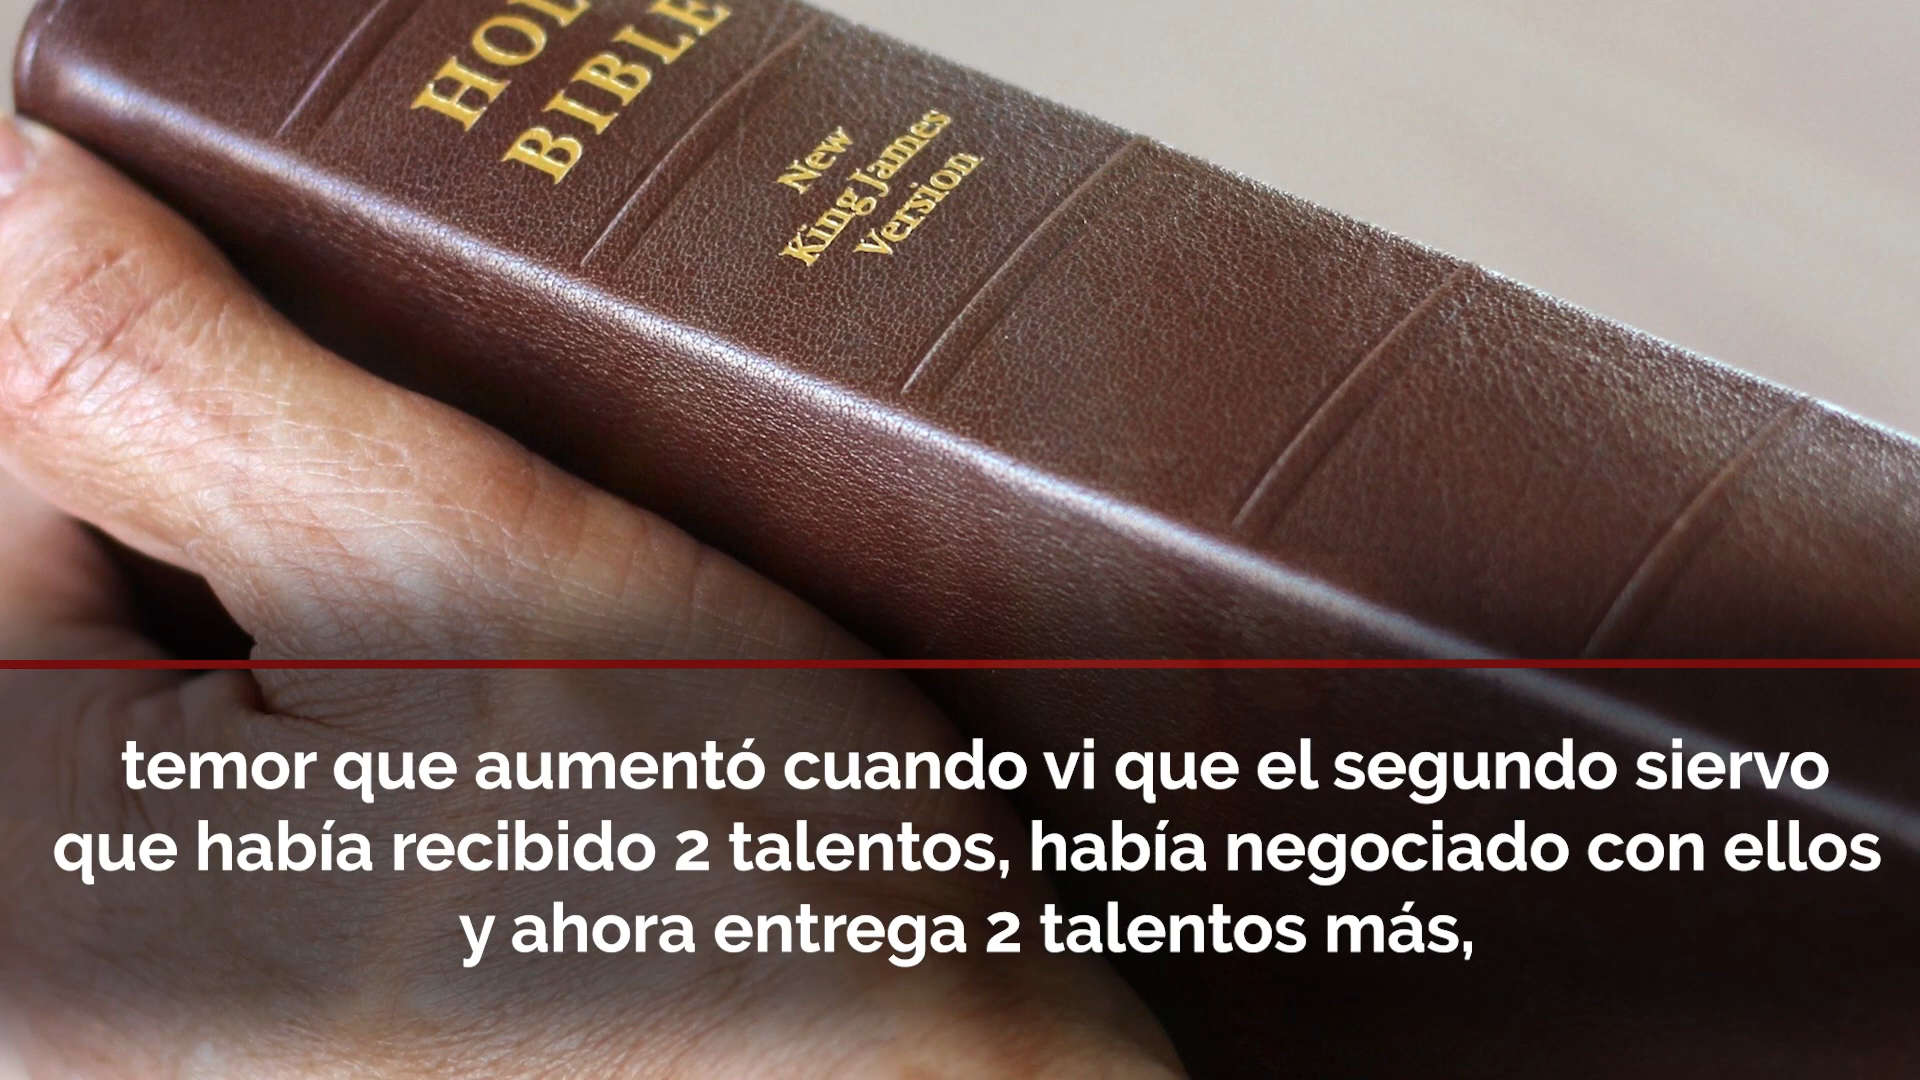 HOL
BIBLE
New
King James
Version
temor que aumentó cuando vi que el segundo siervo
que había recibido 2 talentos, había negociado con ellos
y ahora entrega 2 talentos más,